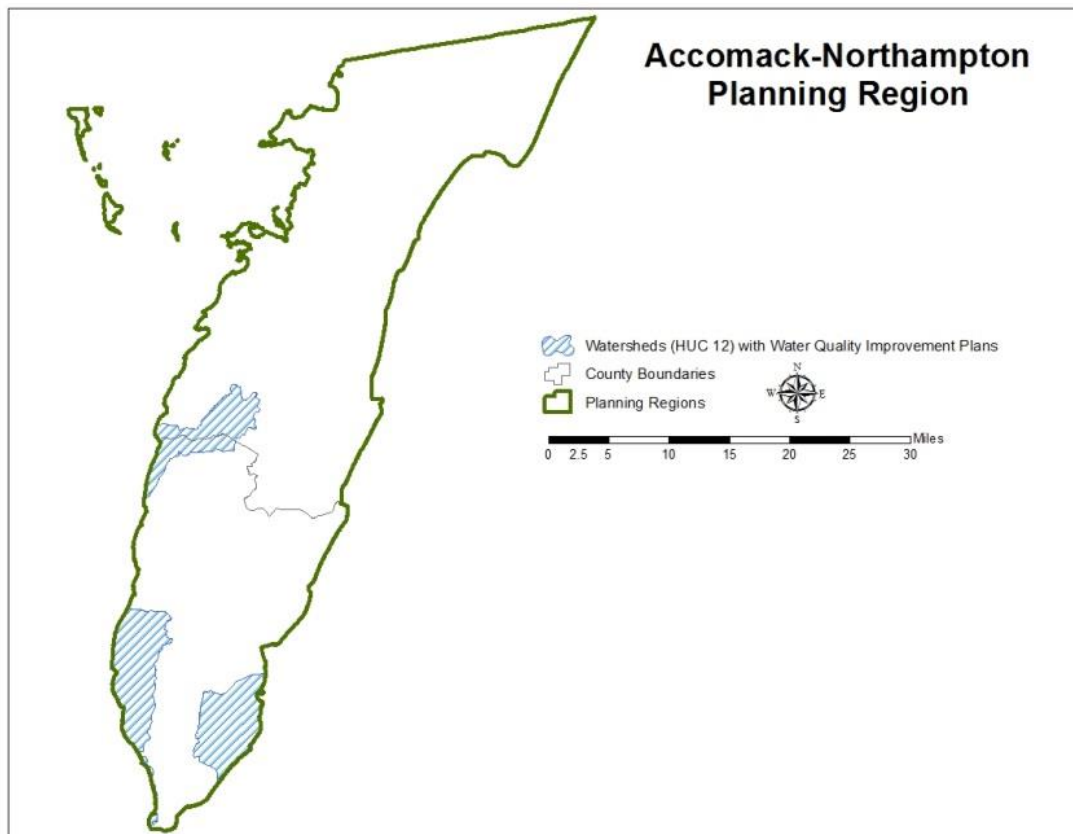 Accomack-Northampton
Planning Region
Watersheds (HUC 12) with Water Quality Improvement Plans
County Boundaries
Planning Regions
N
W E
S
Miles
0 2.5 5 10 15 20 25 30